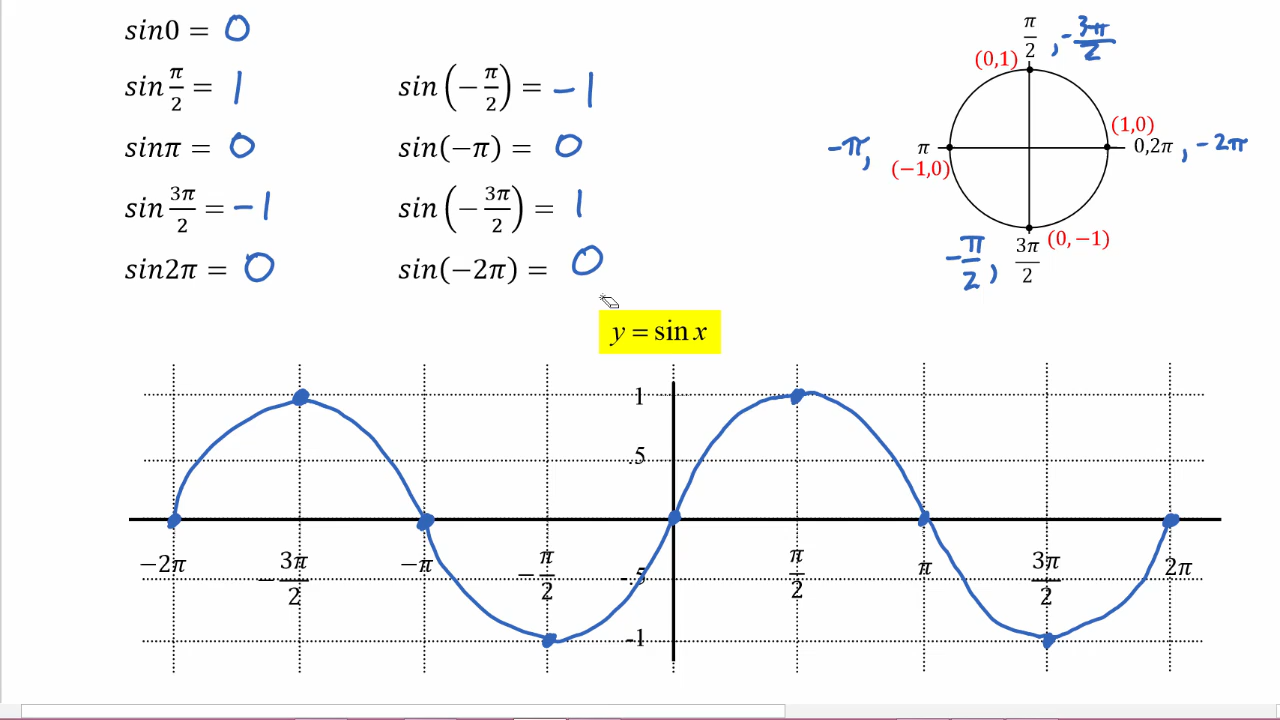 sin0 = 0
sin π/2 = 1
sinπ = 0
sin 3π/2 = -1
sin2π = 0
sin(−π/2) = -1
sin(−π) = 0
sin(−3π/2) = 1
sin(−2π) = 0
π/2 , -3π/2
(0,1)
(1,0)
-π, π
0,2π , -2π
(−1,0)
-π/2 , 3π/2
(0,−1)
y = sin x
1
.5
-.5
-1
−2π −3π/2 −π −π/2 π/2 π 3π/2 2π